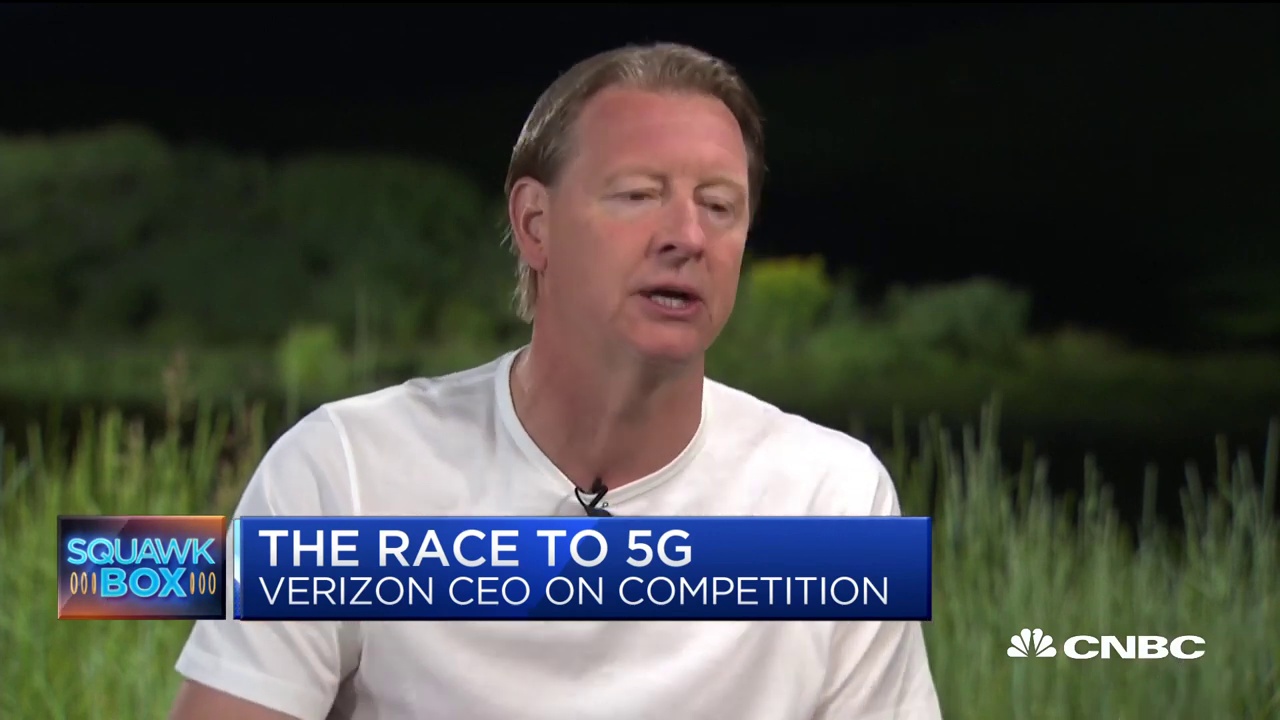 SQUAWK
BOX
THE RACE TO 5G
VERIZON CEO ON COMPETITION
CNBC